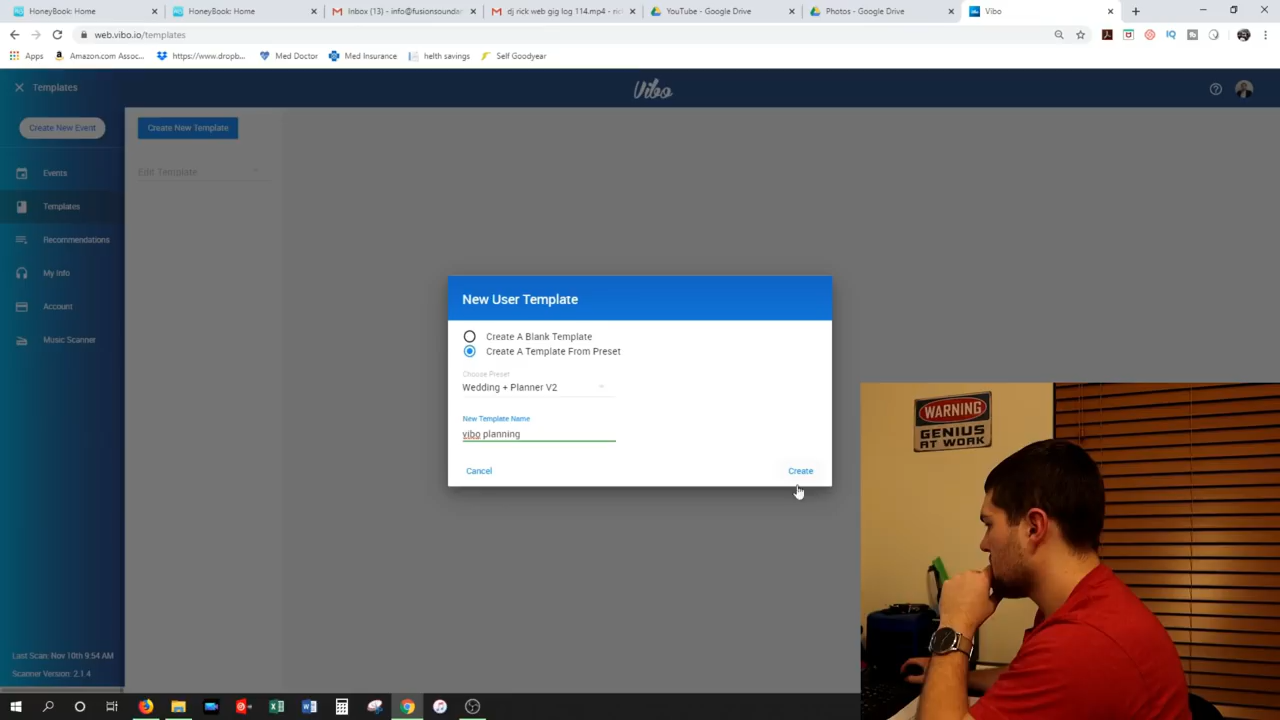 HoneyBook: Home
HoneyBook: Home
Inbox (13) - info@fusionsoundan
dj rick web gig log 114.mp4 - rick
YouTube - Google Drive
Photos - Google Drive
Vibo
web.vibo.io/templates
Apps
Amazon.com Assoc...
https://www.dropb...
Med Doctor
Med Insurance
helth savings
Self Goodyear
Templates
Vibo
Create New Event
Create New Template
Events
Edit Template
Templates
Recommendations
My Info
Account
Music Scanner
New User Template
Create A Blank Template
Create A Template From Preset
Choose Preset
Wedding + Planner V2
New Template Name
vibo planning
Cancel
Create
WARNING
GENIUS
AT WORK
Last Scan: Nov 10th 9:54 AM
Scanner Version: 2.1.4